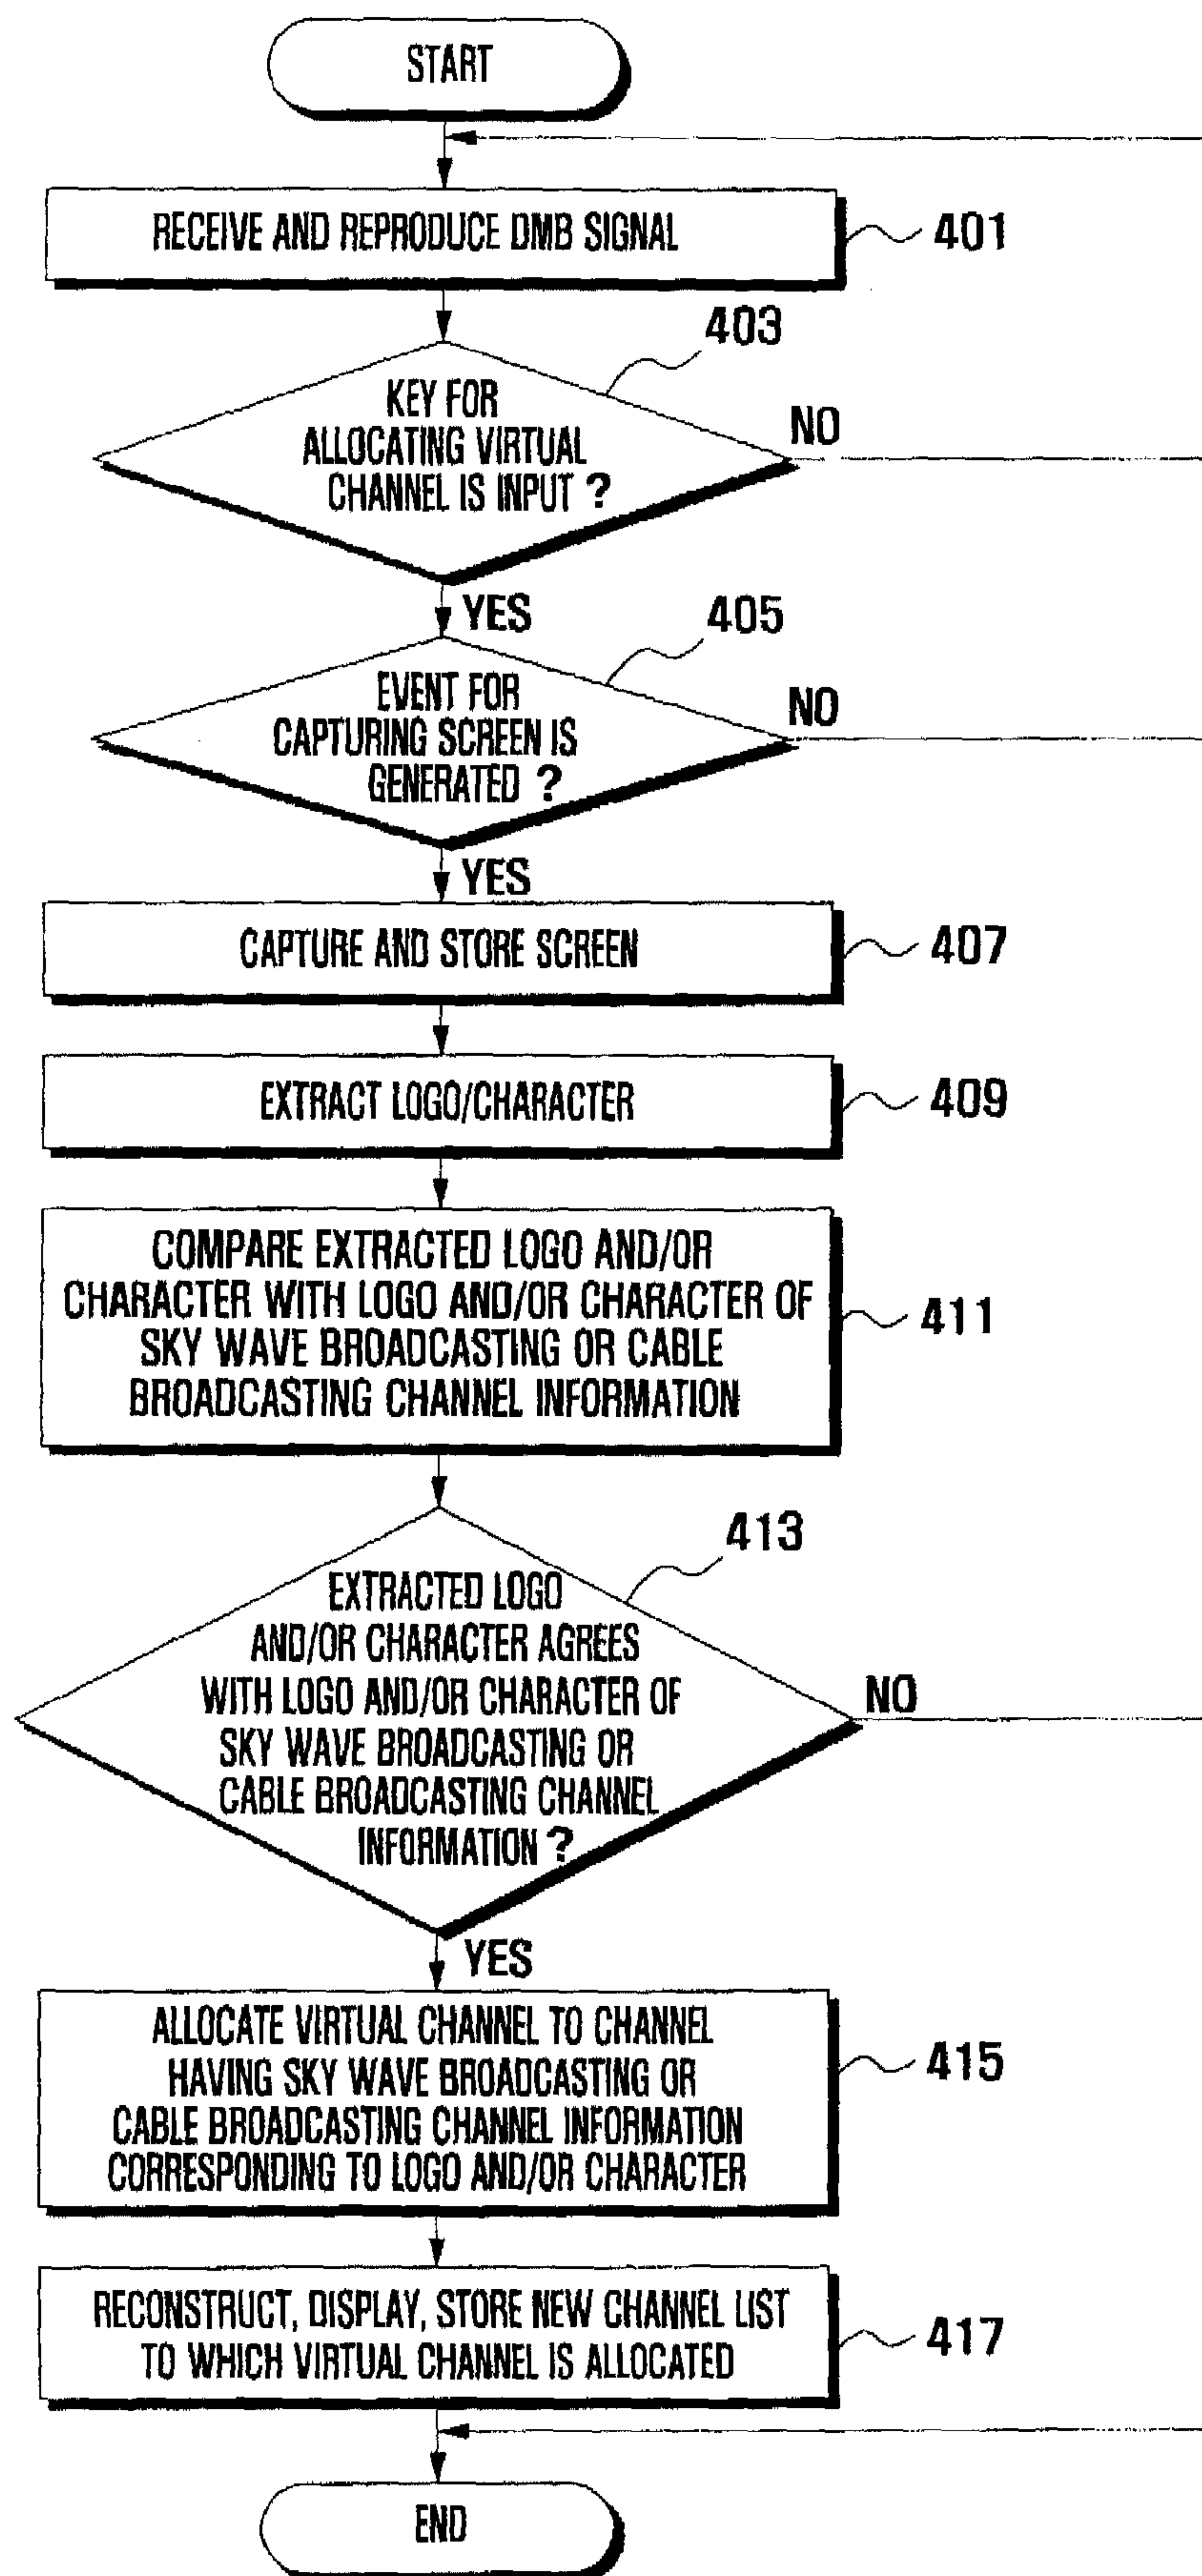 START
RECEIVE AND REPRODUCE DMB SIGNAL
401
403
KEY FOR
ALLOCATING VIRTUAL
CHANNEL IS INPUT ?
NO
YES
405
EVENT FOR
CAPTURING SCREEN IS
GENERATED ?
NO
YES
CAPTURE AND STORE SCREEN
407
EXTRACT LOGO/CHARACTER
409
COMPARE EXTRACTED LOGO AND/OR
CHARACTER WITH LOGO AND/OR CHARACTER OF
SKY WAVE BROADCASTING OR CABLE
BROADCASTING CHANNEL INFORMATION
411
413
EXTRACTED LOGO
AND/OR CHARACTER AGREES
WITH LOGO AND/OR CHARACTER OF
SKY WAVE BROADCASTING OR
CABLE BROADCASTING CHANNEL
INFORMATION ?
NO
YES
ALLOCATE VIRTUAL CHANNEL TO CHANNEL
HAVING SKY WAVE BROADCASTING OR
CABLE BROADCASTING CHANNEL INFORMATION
CORRESPONDING TO LOGO AND/OR CHARACTER
415
RECONSTRUCT, DISPLAY, STORE NEW CHANNEL LIST
TO WHICH VIRTUAL CHANNEL IS ALLOCATED
417
END